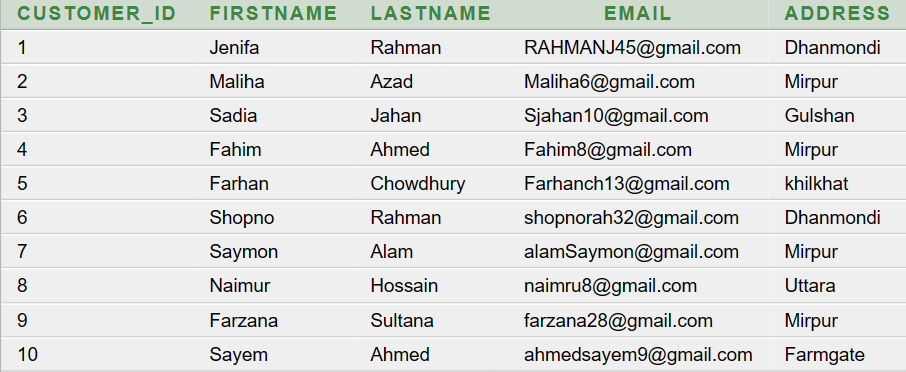 CUSTOMER_ID FIRSTNAME LASTNAME EMAIL ADDRESS
1 Jenifa Rahman RAHMANJ45@gmail.com Dhanmondi
2 Maliha Azad Maliha6@gmail.com Mirpur
3 Sadia Jahan Sjahan10@gmail.com Gulshan
4 Fahim Ahmed Fahim8@gmail.com Mirpur
5 Farhan Chowdhury Farhanch13@gmail.com khilkhat
6 Shopno Rahman shopnorah32@gmail.com Dhanmondi
7 Saymon Alam alamSaymon@gmail.com Mirpur
8 Naimur Hossain naimru8@gmail.com Uttara
9 Farzana Sultana farzana28@gmail.com Mirpur
10 Sayem Ahmed ahmedsayem9@gmail.com Farmgate